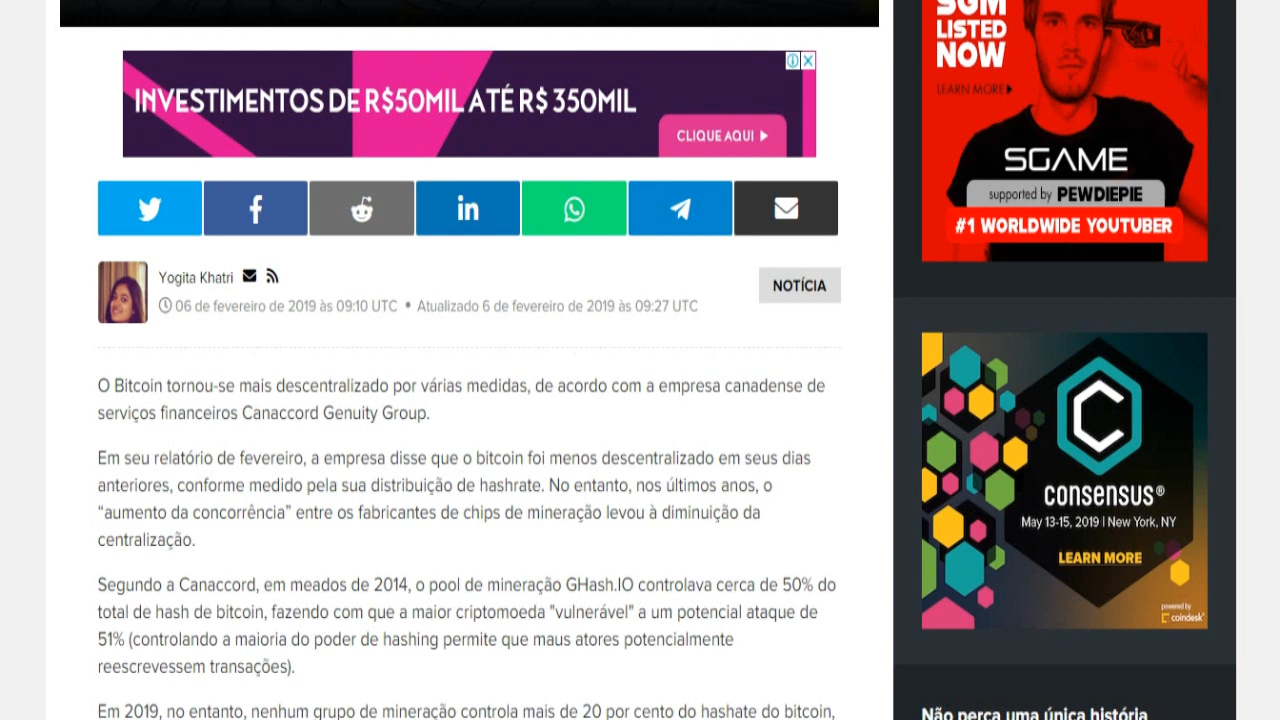 INVESTIMENTOS DE R$50MIL ATÉ R$ 350MIL
CLIQUE AQUI
Yogita Khatri
06 de fevereiro de 2019 às 09:10 UTC • Atualizado 6 de fevereiro de 2019 às 09:27 UTC
NOTÍCIA
O Bitcoin tornou-se mais descentralizado por várias medidas, de acordo com a empresa canadense de
serviços financeiros Canaccord Genuity Group.
Em seu relatório de fevereiro, a empresa disse que o bitcoin foi menos descentralizado em seus dias
anteriores, conforme medido pela sua distribuição de hashrate. No entanto, nos últimos anos, o
“aumento da concorrência” entre os fabricantes de chips de mineração levou à diminuição da
centralização.
Segundo a Canaccord, em meados de 2014, o pool de mineração GHash.IO controlava cerca de 50% do
total de hash de bitcoin, fazendo com que a maior criptomoeda "vulnerável" a um potencial ataque de
51% (controlando a maioria do poder de hashing permite que maus atores potencialmente
reescrevessem transações).
Em 2019, no entanto, nenhum grupo de mineração controla mais de 20 por cento do hashate do bitcoin,
SGM
LISTED
NOW
LEARN MORE
SGAME
supported by PEWDIEPIE
#1 WORLDWIDE YOUTUBER
consensus®
May 13-15, 2019 | New York, NY
LEARN MORE
powered by
coindesk
Não perca uma única história